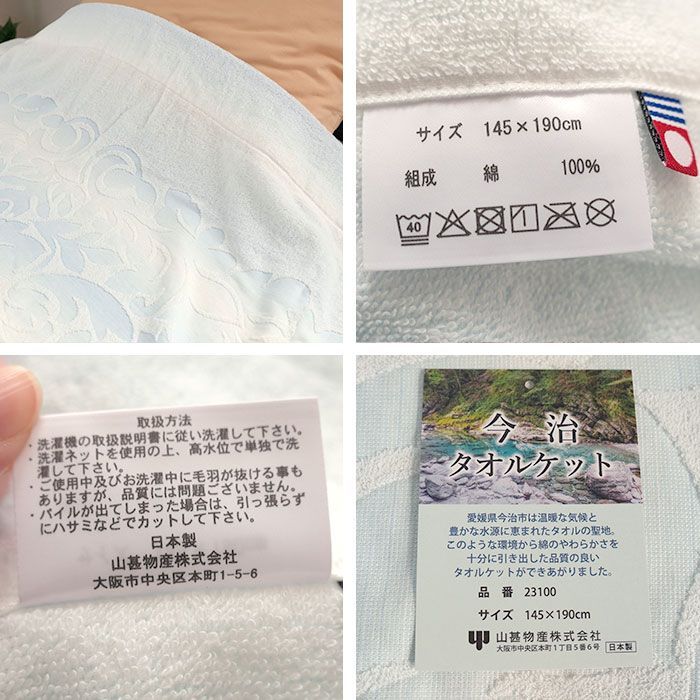 サイズ 145×190cm
組成 綿 100%
40
取扱方法
・洗濯機の取扱説明書に従い洗濯して下さい。
・洗濯ネットを使用の上、高水位で単独で洗
濯して下さい。
・ご使用中及びお洗濯中に毛羽が抜ける事も
ありますが、品質には問題ございません。
・パイルが出てしまった場合は、引っ張らず
にハサミなどでカットして下さい。
日本製
山甚物産株式会社
大阪市中央区本町1-5-6
今治
タオルケット
愛媛県今治市は温暖な気候と
豊かな水源に恵まれたタオルの聖地。
このような環境から綿のやわらかさを
十分に引き出した品質の良い
タオルケットができあがりました。
品番 23100
サイズ 145×190cm
山甚物産株式会社
大阪市中央区本町1丁目5番6号
日本製